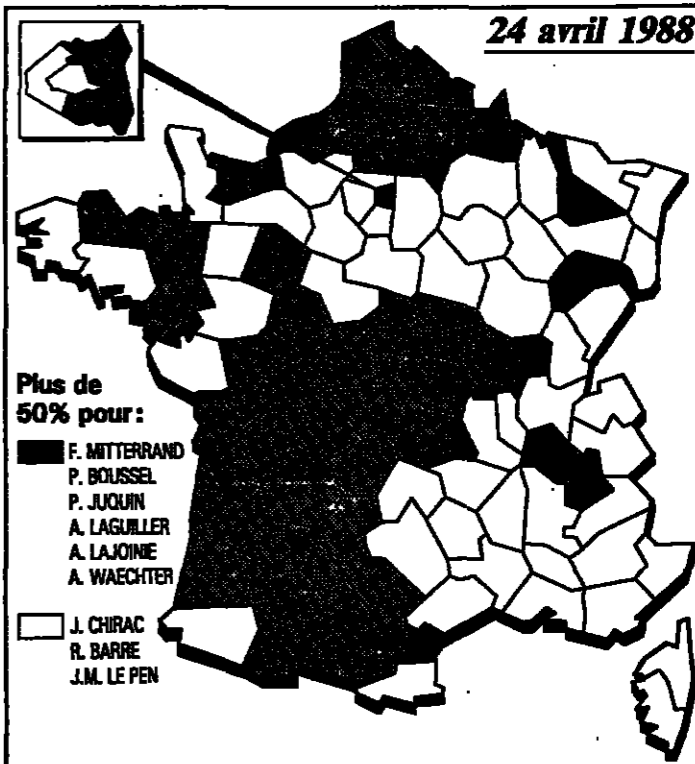 24 avril 1988
Plus de
50% pour:
F. MITTERRAND
P. BOUSSEL
P. JUQUIN
A. LAGUILLER
A. LAJOINIE
A. WAECHTER
J. CHIRAC
R. BARRE
J.M. LE PEN